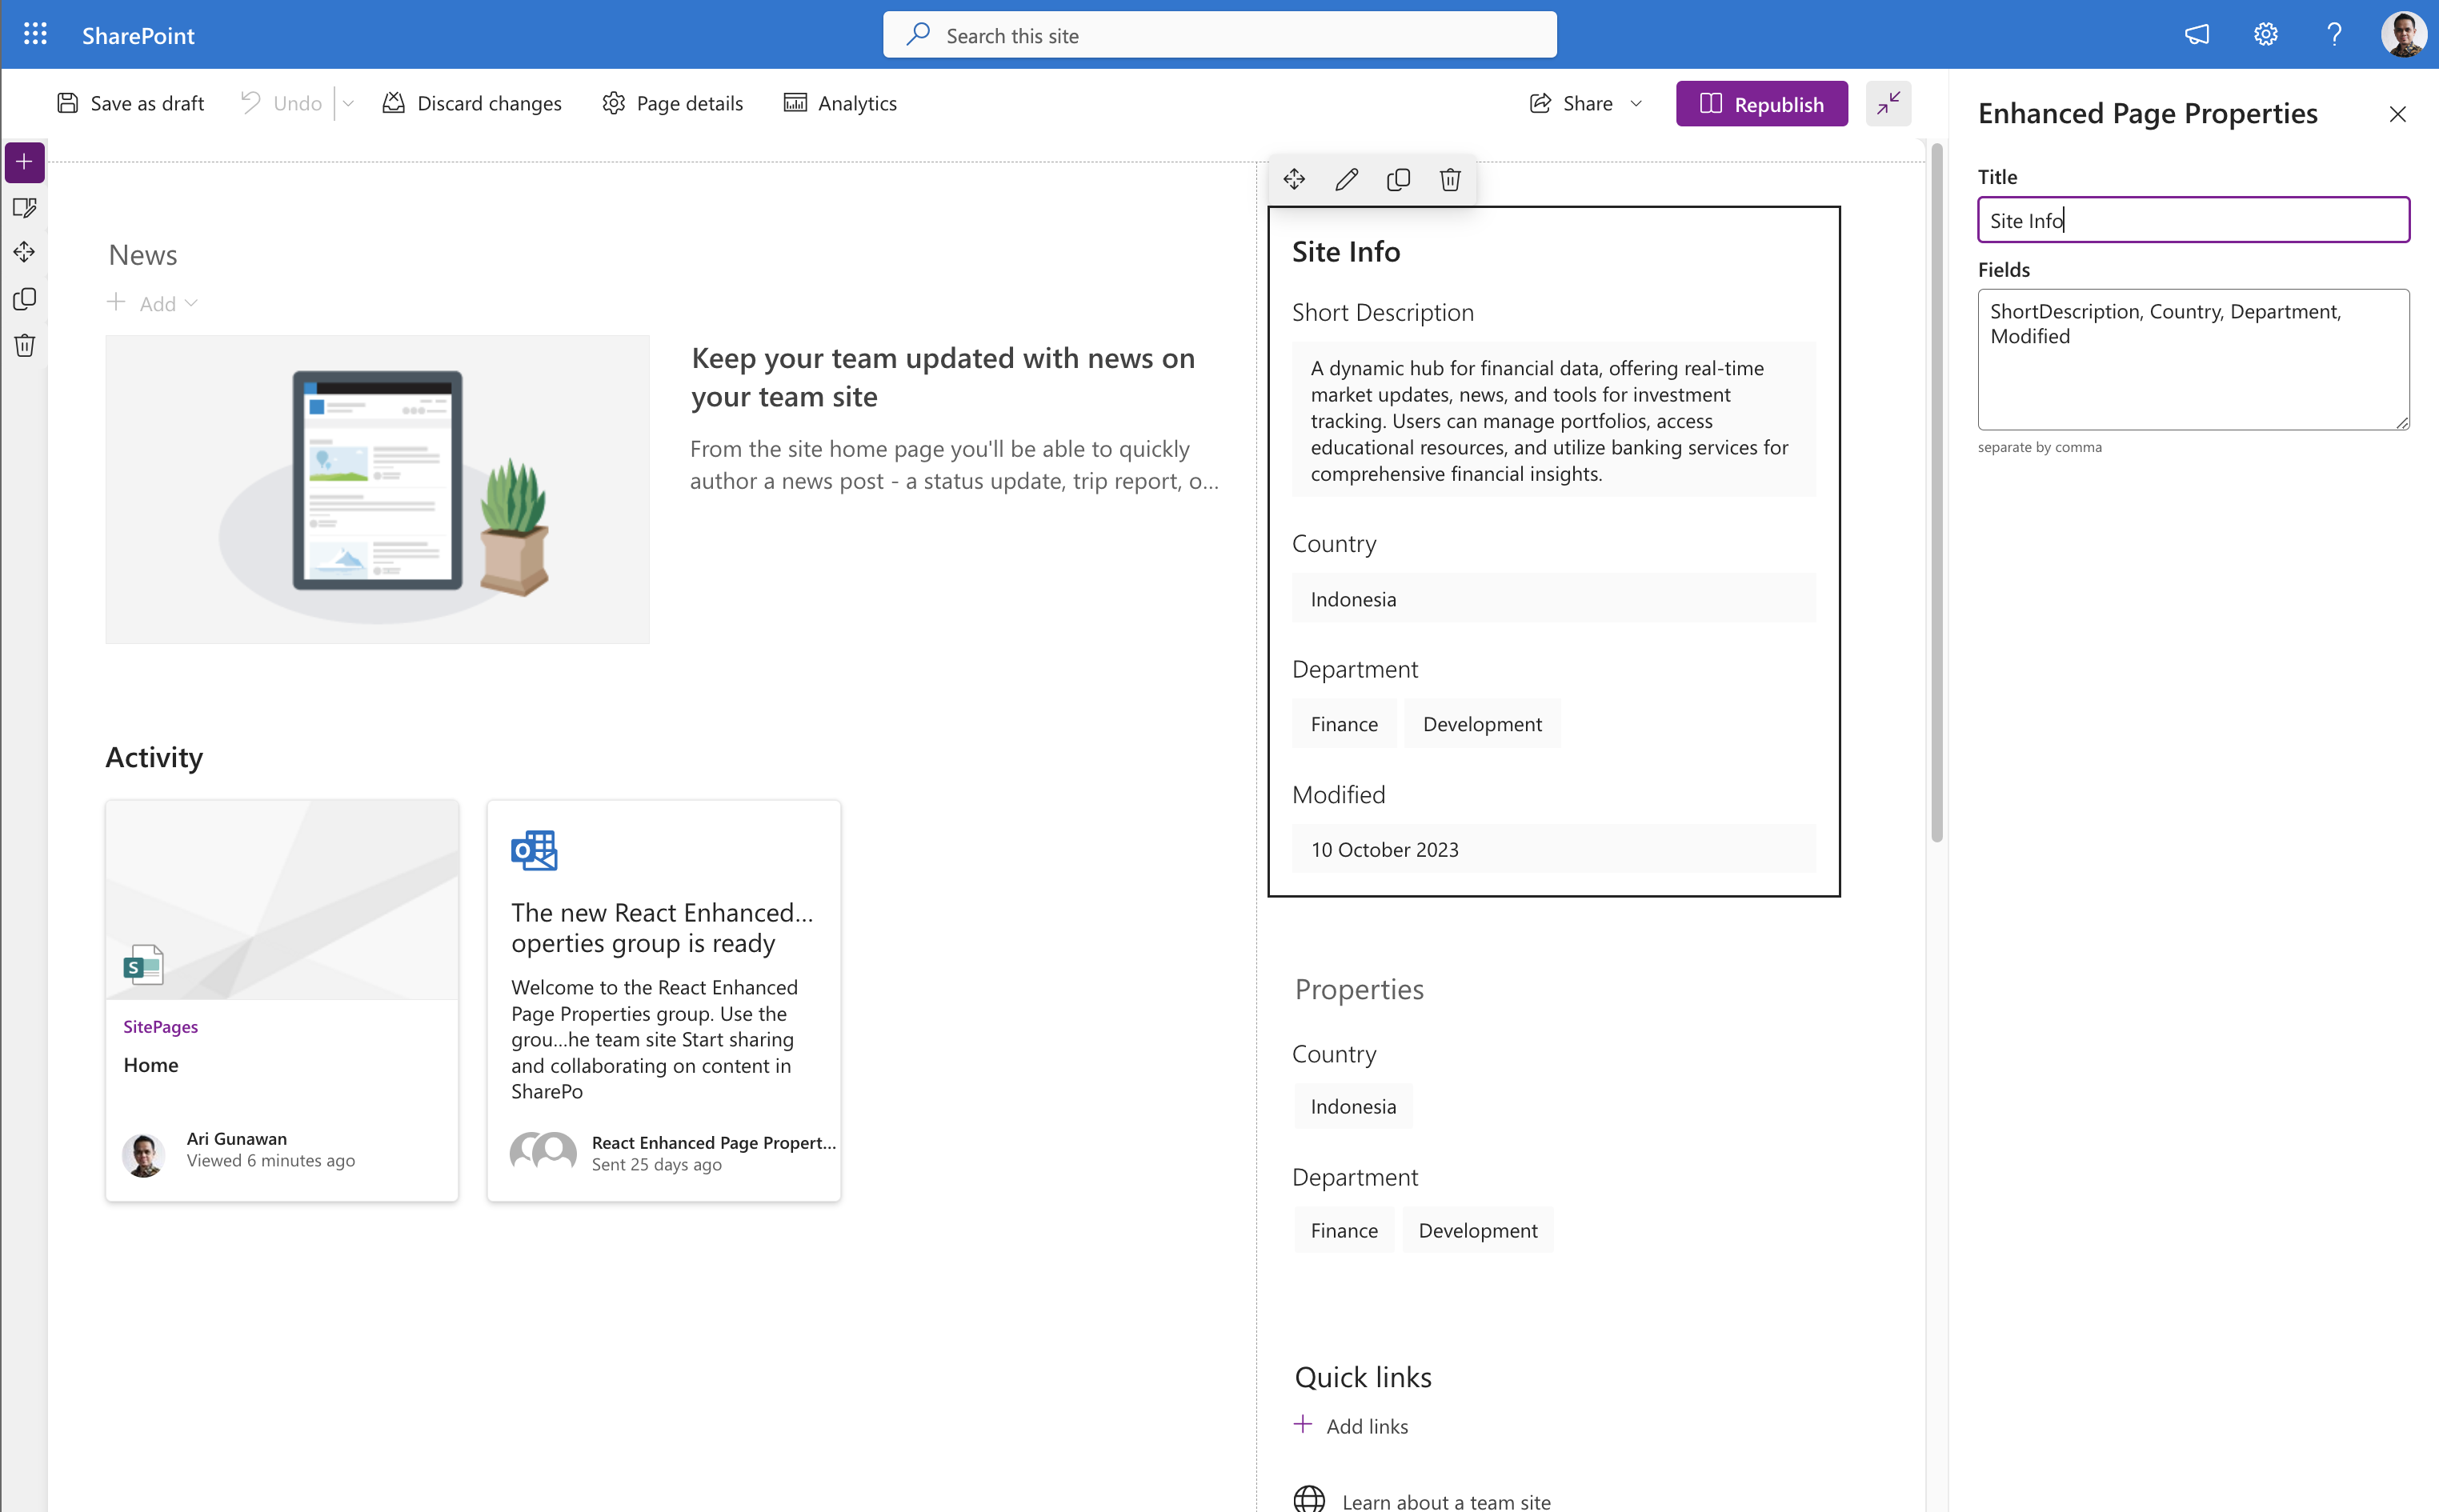 SharePoint
Search this site
Save as draft
Undo
Discard changes
Page details
Analytics
Share
Republish
News
Add
Keep your team updated with news on
your team site
From the site home page you'll be able to quickly
author a news post - a status update, trip report, o...
Activity
SitePages
Home
Ari Gunawan
Viewed 6 minutes ago
The new React Enhanced...
operties group is ready
Welcome to the React Enhanced
Page Properties group. Use the
grou...he team site Start sharing
and collaborating on content in
SharePo
React Enhanced Page Propert...
Sent 25 days ago
Site Info
Short Description
A dynamic hub for financial data, offering real-time
market updates, news, and tools for investment
tracking. Users can manage portfolios, access
educational resources, and utilize banking services for
comprehensive financial insights.
Country
Indonesia
Department
Finance
Development
Modified
10 October 2023
Properties
Country
Indonesia
Department
Finance
Development
Quick links
Add links
Learn about a team site
Enhanced Page Properties
Title
Site Info
Fields
ShortDescription, Country, Department,
Modified
separate by comma